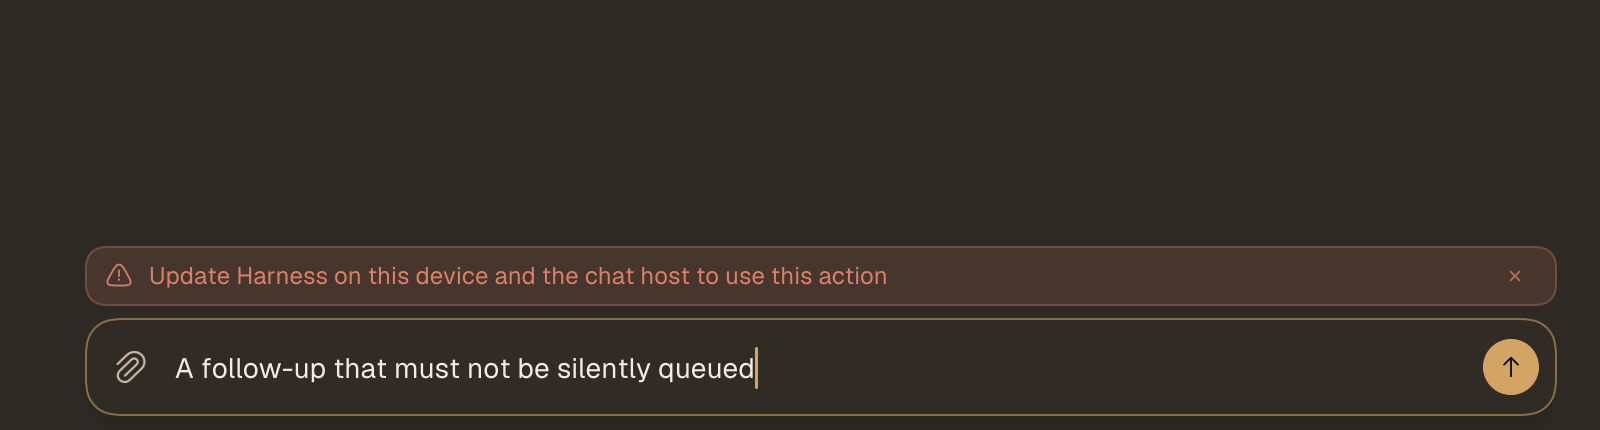 Update Harness on this device and the chat host to use this action
A follow-up that must not be silently queued